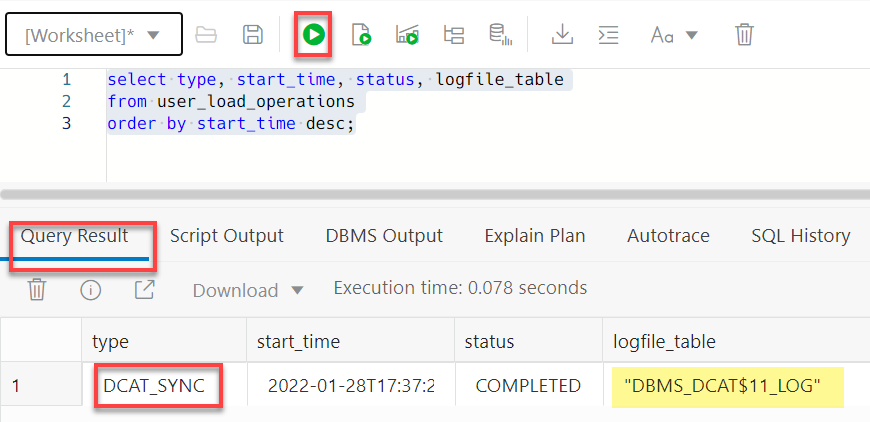 [Worksheet]*
Aa
1 select type, start_time, status, logfile_table
2 from user_load_operations
3 order by start_time desc;
Query Result Script Output DBMS Output Explain Plan Autotrace SQL History
Download Execution time: 0.078 seconds
type start_time status logfile_table
1 DCAT_SYNC 2022-01-28T17:37:2 COMPLETED "DBMS_DCAT$11_LOG"